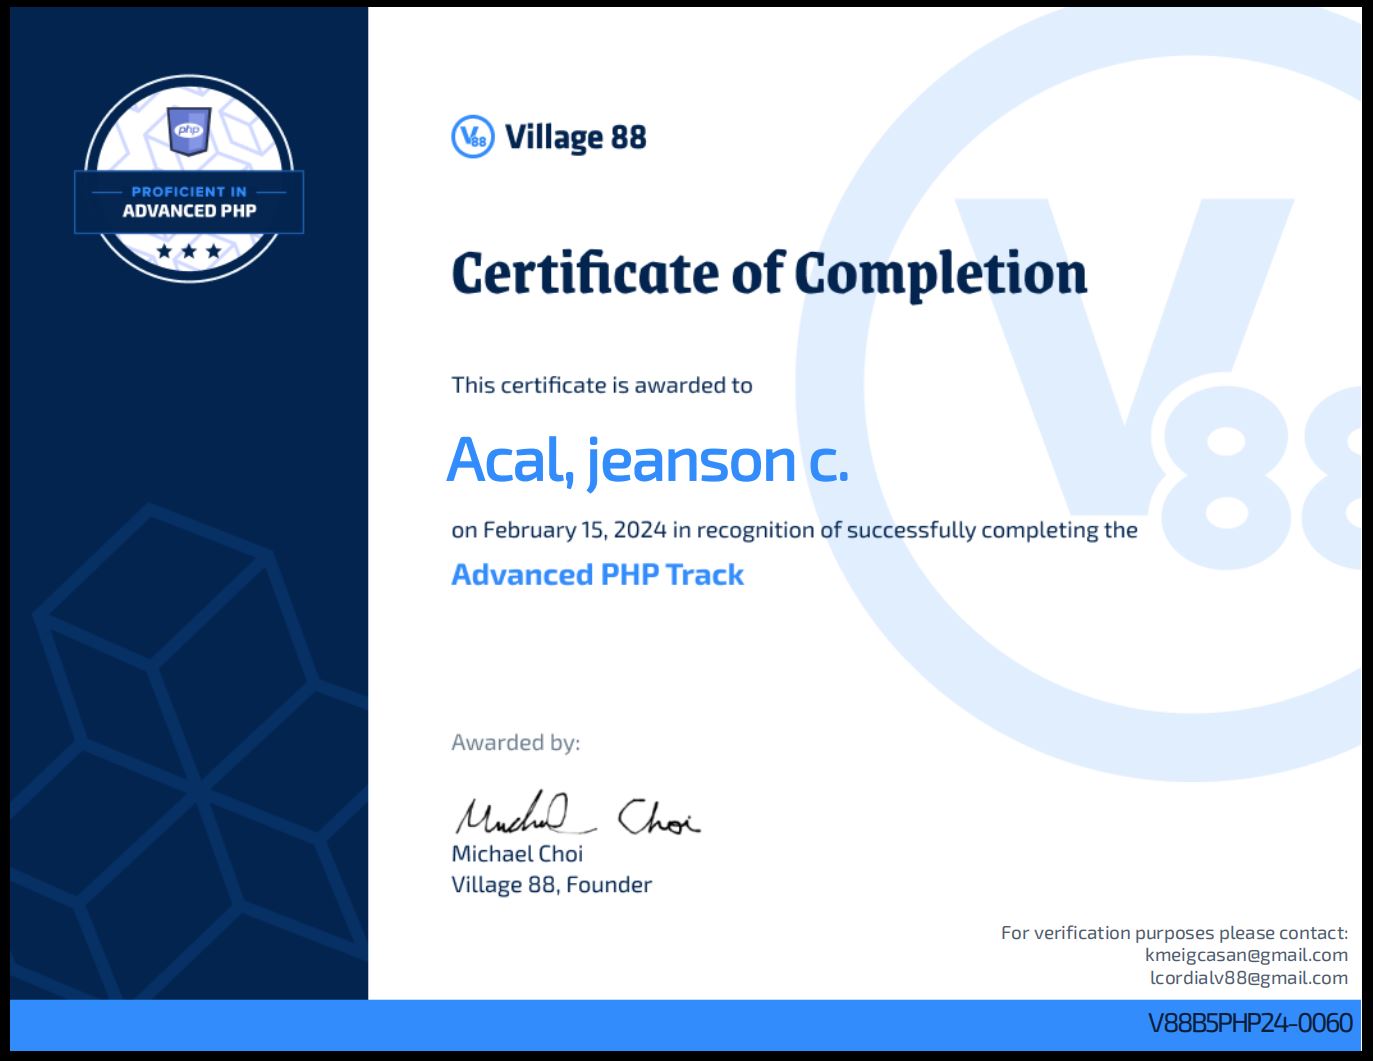 php
PROFICIENT IN
ADVANCED PHP
V88 Village 88
Certificate of Completion
This certificate is awarded to
Acal, jeanson c.
on February 15, 2024 in recognition of successfully completing the
Advanced PHP Track
Awarded by:
Michael Choi
Michael Choi
Village 88, Founder
For verification purposes please contact:
kmeigcasan@gmail.com
lcordialv88@gmail.com
V88B5PHP24-0060
V88